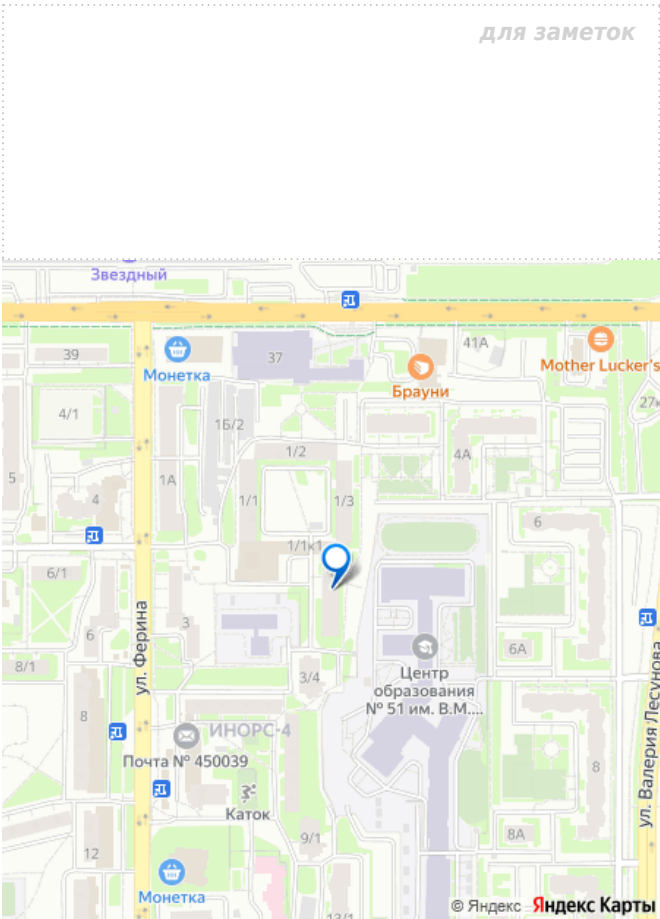 для заметок
Звездный
39
Монетка
37
41А
Mother Lucker's
Брауни
4/1
1Б/2
1/2
4А
5
1А
4
1/1
1/3
6
1/1к1
6/1
ул. Ферина
6
3
6А
8/1
3/4
Центр
образования
№ 51 им. В.М....
ул. Валерия Лесунова
8
ИНОРС-4
Почта № 450039
8
Каток
9/1
8А
12
Монетка
13/1
© Яндекс Яндекс Карты